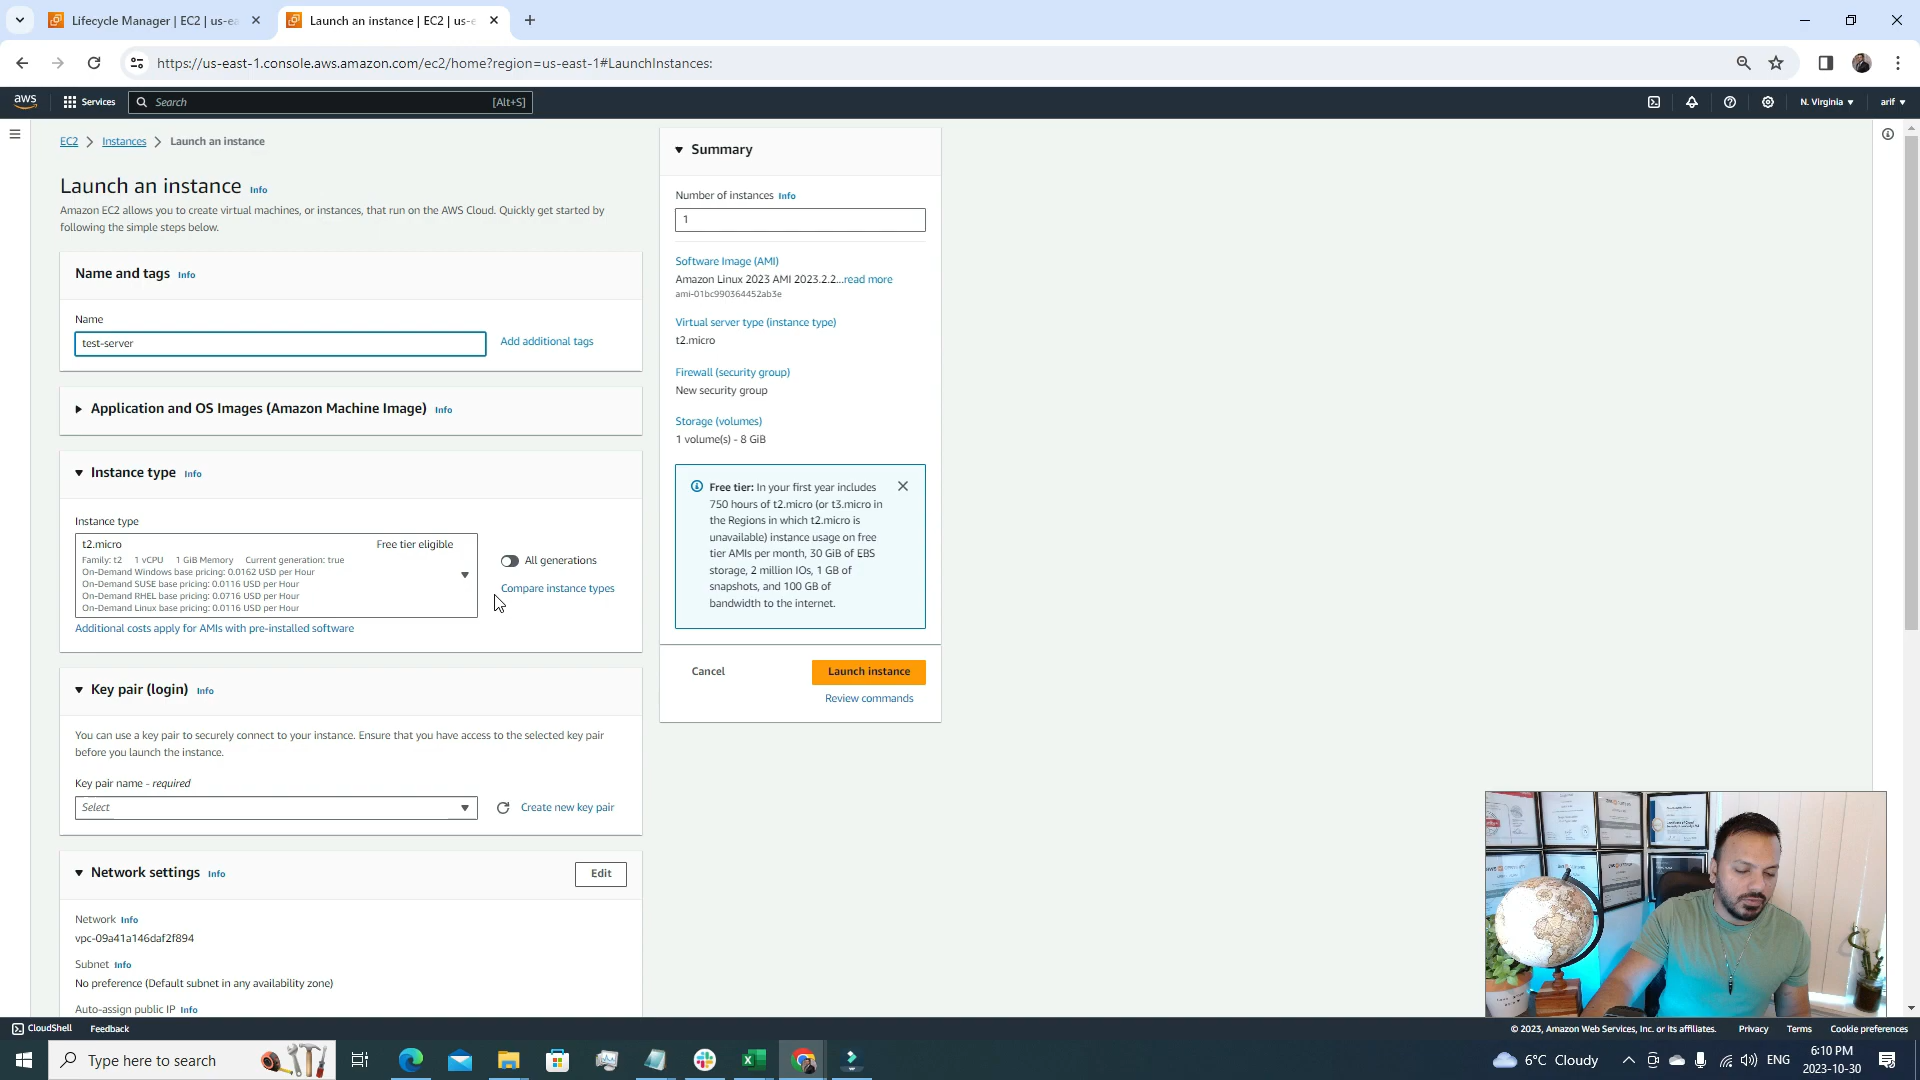 Lifecycle Manager | EC2 | us-ea
Launch an instance | EC2 | us-e
https://us-east-1.console.aws.amazon.com/ec2/home?region=us-east-1#LaunchInstances:
aws
Services
Search
[Alt+S]
N. Virginia
arif
EC2
Instances
Launch an instance
Launch an instance Info
Amazon EC2 allows you to create virtual machines, or instances, that run on the AWS Cloud. Quickly get started by
following the simple steps below.
Name and tags Info
Name
test-server
Add additional tags
Application and OS Images (Amazon Machine Image) Info
Instance type Info
Instance type
t2.micro
Free tier eligible
Family: t2 1 vCPU 1 GiB Memory Current generation: true
On-Demand Windows base pricing: 0.0162 USD per Hour
On-Demand SUSE base pricing: 0.0116 USD per Hour
On-Demand RHEL base pricing: 0.0716 USD per Hour
On-Demand Linux base pricing: 0.0116 USD per Hour
All generations
Compare instance types
Additional costs apply for AMIs with pre-installed software
Key pair (login) Info
You can use a key pair to securely connect to your instance. Ensure that you have access to the selected key pair
before you launch the instance.
Key pair name - required
Select
Create new key pair
Network settings Info
Edit
Network Info
vpc-09a41a146daf2f894
Subnet Info
No preference (Default subnet in any availability zone)
Auto-assign public IP Info
Summary
Number of instances Info
1
Software Image (AMI)
Amazon Linux 2023 AMI 2023.2.2...read more
ami-01bc990364452ab3e
Virtual server type (instance type)
t2.micro
Firewall (security group)
New security group
Storage (volumes)
1 volume(s) - 8 GiB
Free tier: In your first year includes
750 hours of t2.micro (or t3.micro in
the Regions in which t2.micro is
unavailable) instance usage on free
tier AMIs per month, 30 GiB of EBS
storage, 2 million IOs, 1 GB of
snapshots, and 100 GB of
bandwidth to the internet.
Cancel
Launch instance
Review commands
CloudShell
Feedback
© 2023, Amazon Web Services, Inc. or its affiliates.
Privacy
Terms
Cookie preferences
Type here to search
6°C Cloudy
ENG
6:10 PM
2023-10-30